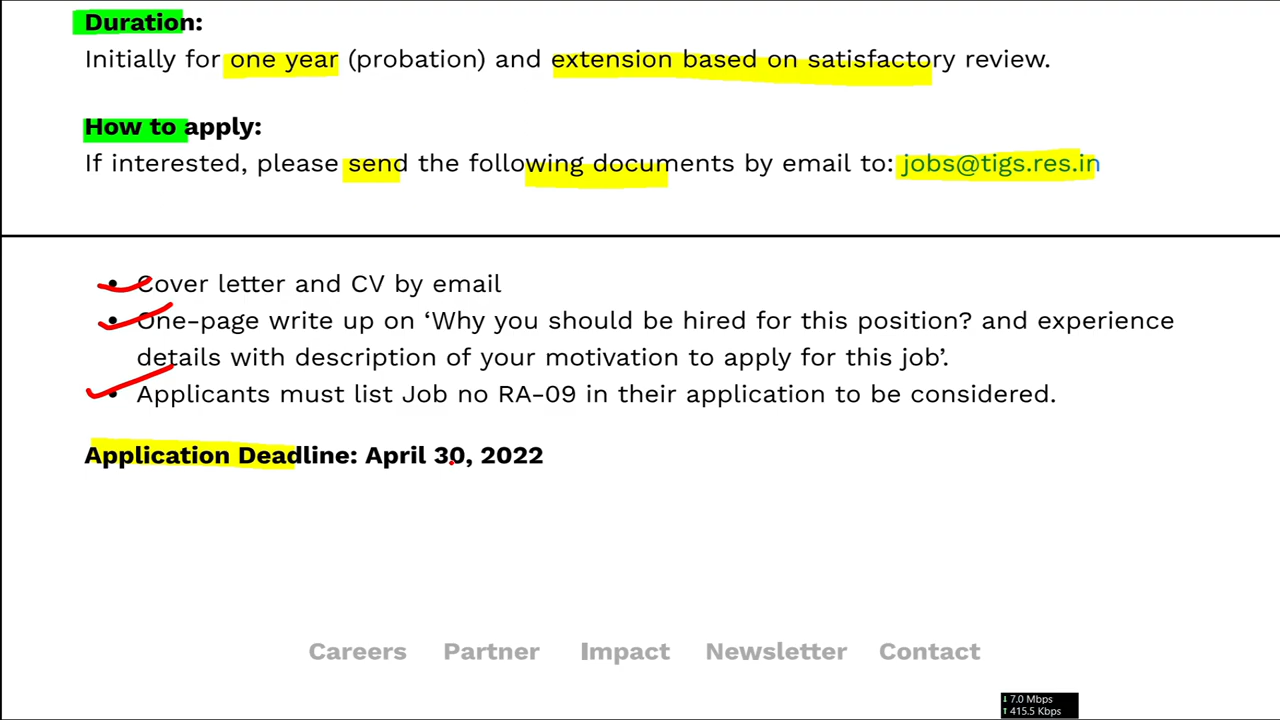 Duration:
Initially for one year (probation) and extension based on satisfactory review.
How to apply:
If interested, please send the following documents by email to: jobs@tigs.res.in
• Cover letter and CV by email
• One-page write up on ‘Why you should be hired for this position? and experience
details with description of your motivation to apply for this job’.
• Applicants must list Job no RA-09 in their application to be considered.
Application Deadline: April 30, 2022
Careers Partner Impact Newsletter Contact
↓ 7.0 Mbps
↑ 415.5 Kbps